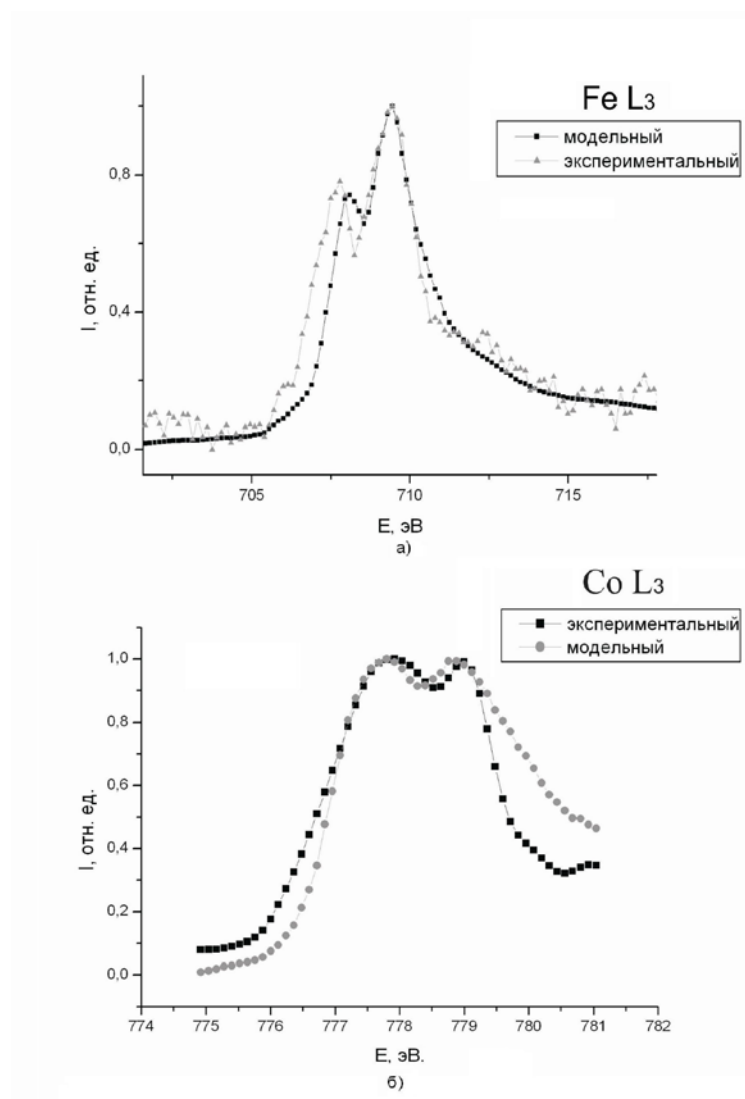 Fe L3
модельный
экспериментальный
I, отн. ед.
0,8
0,4
0,0
705 710 715
E, эВ
а)
Co L3
экспериментальный
модельный
I, отн. ед.
1,0
0,8
0,6
0,4
0,2
0,0
774 775 776 777 778 779 780 781 782
E, эВ.
б)